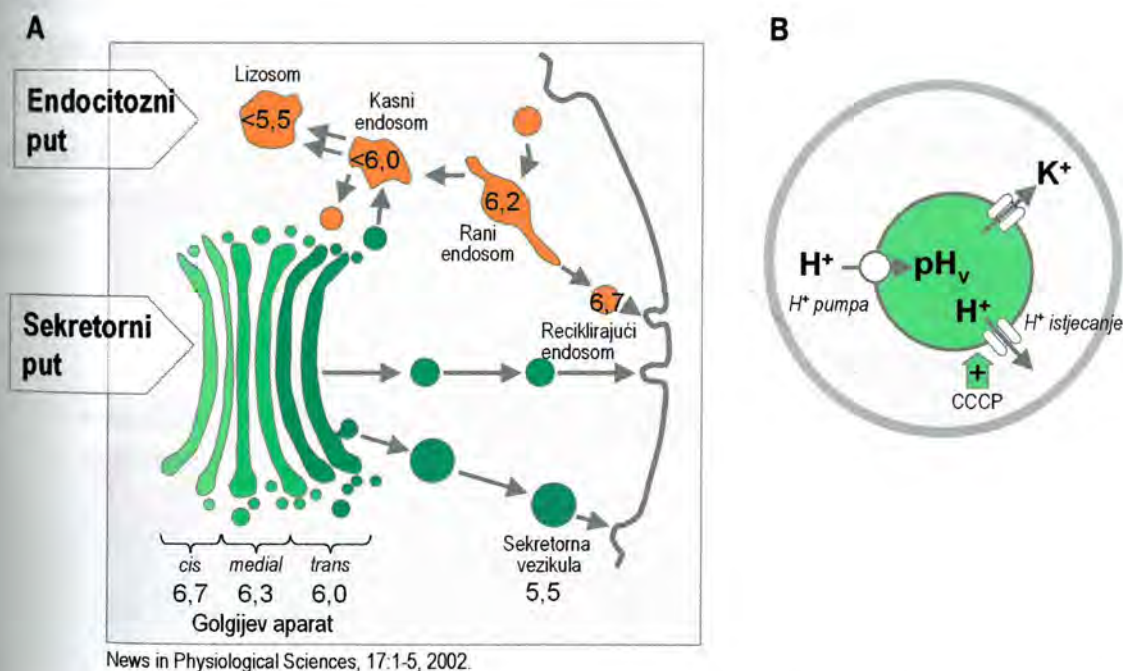 A
Endocitozni
put
Lizosom
<5,5
Kasni
endosom
<6,0
6,2
Rani
endosom
6,7
Reciklirajući
endosom
Sekretorni
put
Sekretorna
vezikula
5,5
cis medial trans
6,7 6,3 6,0
Golgijev aparat
News in Physiological Sciences, 17:1-5, 2002.
B
K+
H+
H+ pumpa
pHv
H+
H+ istjecanje
+
CCCP